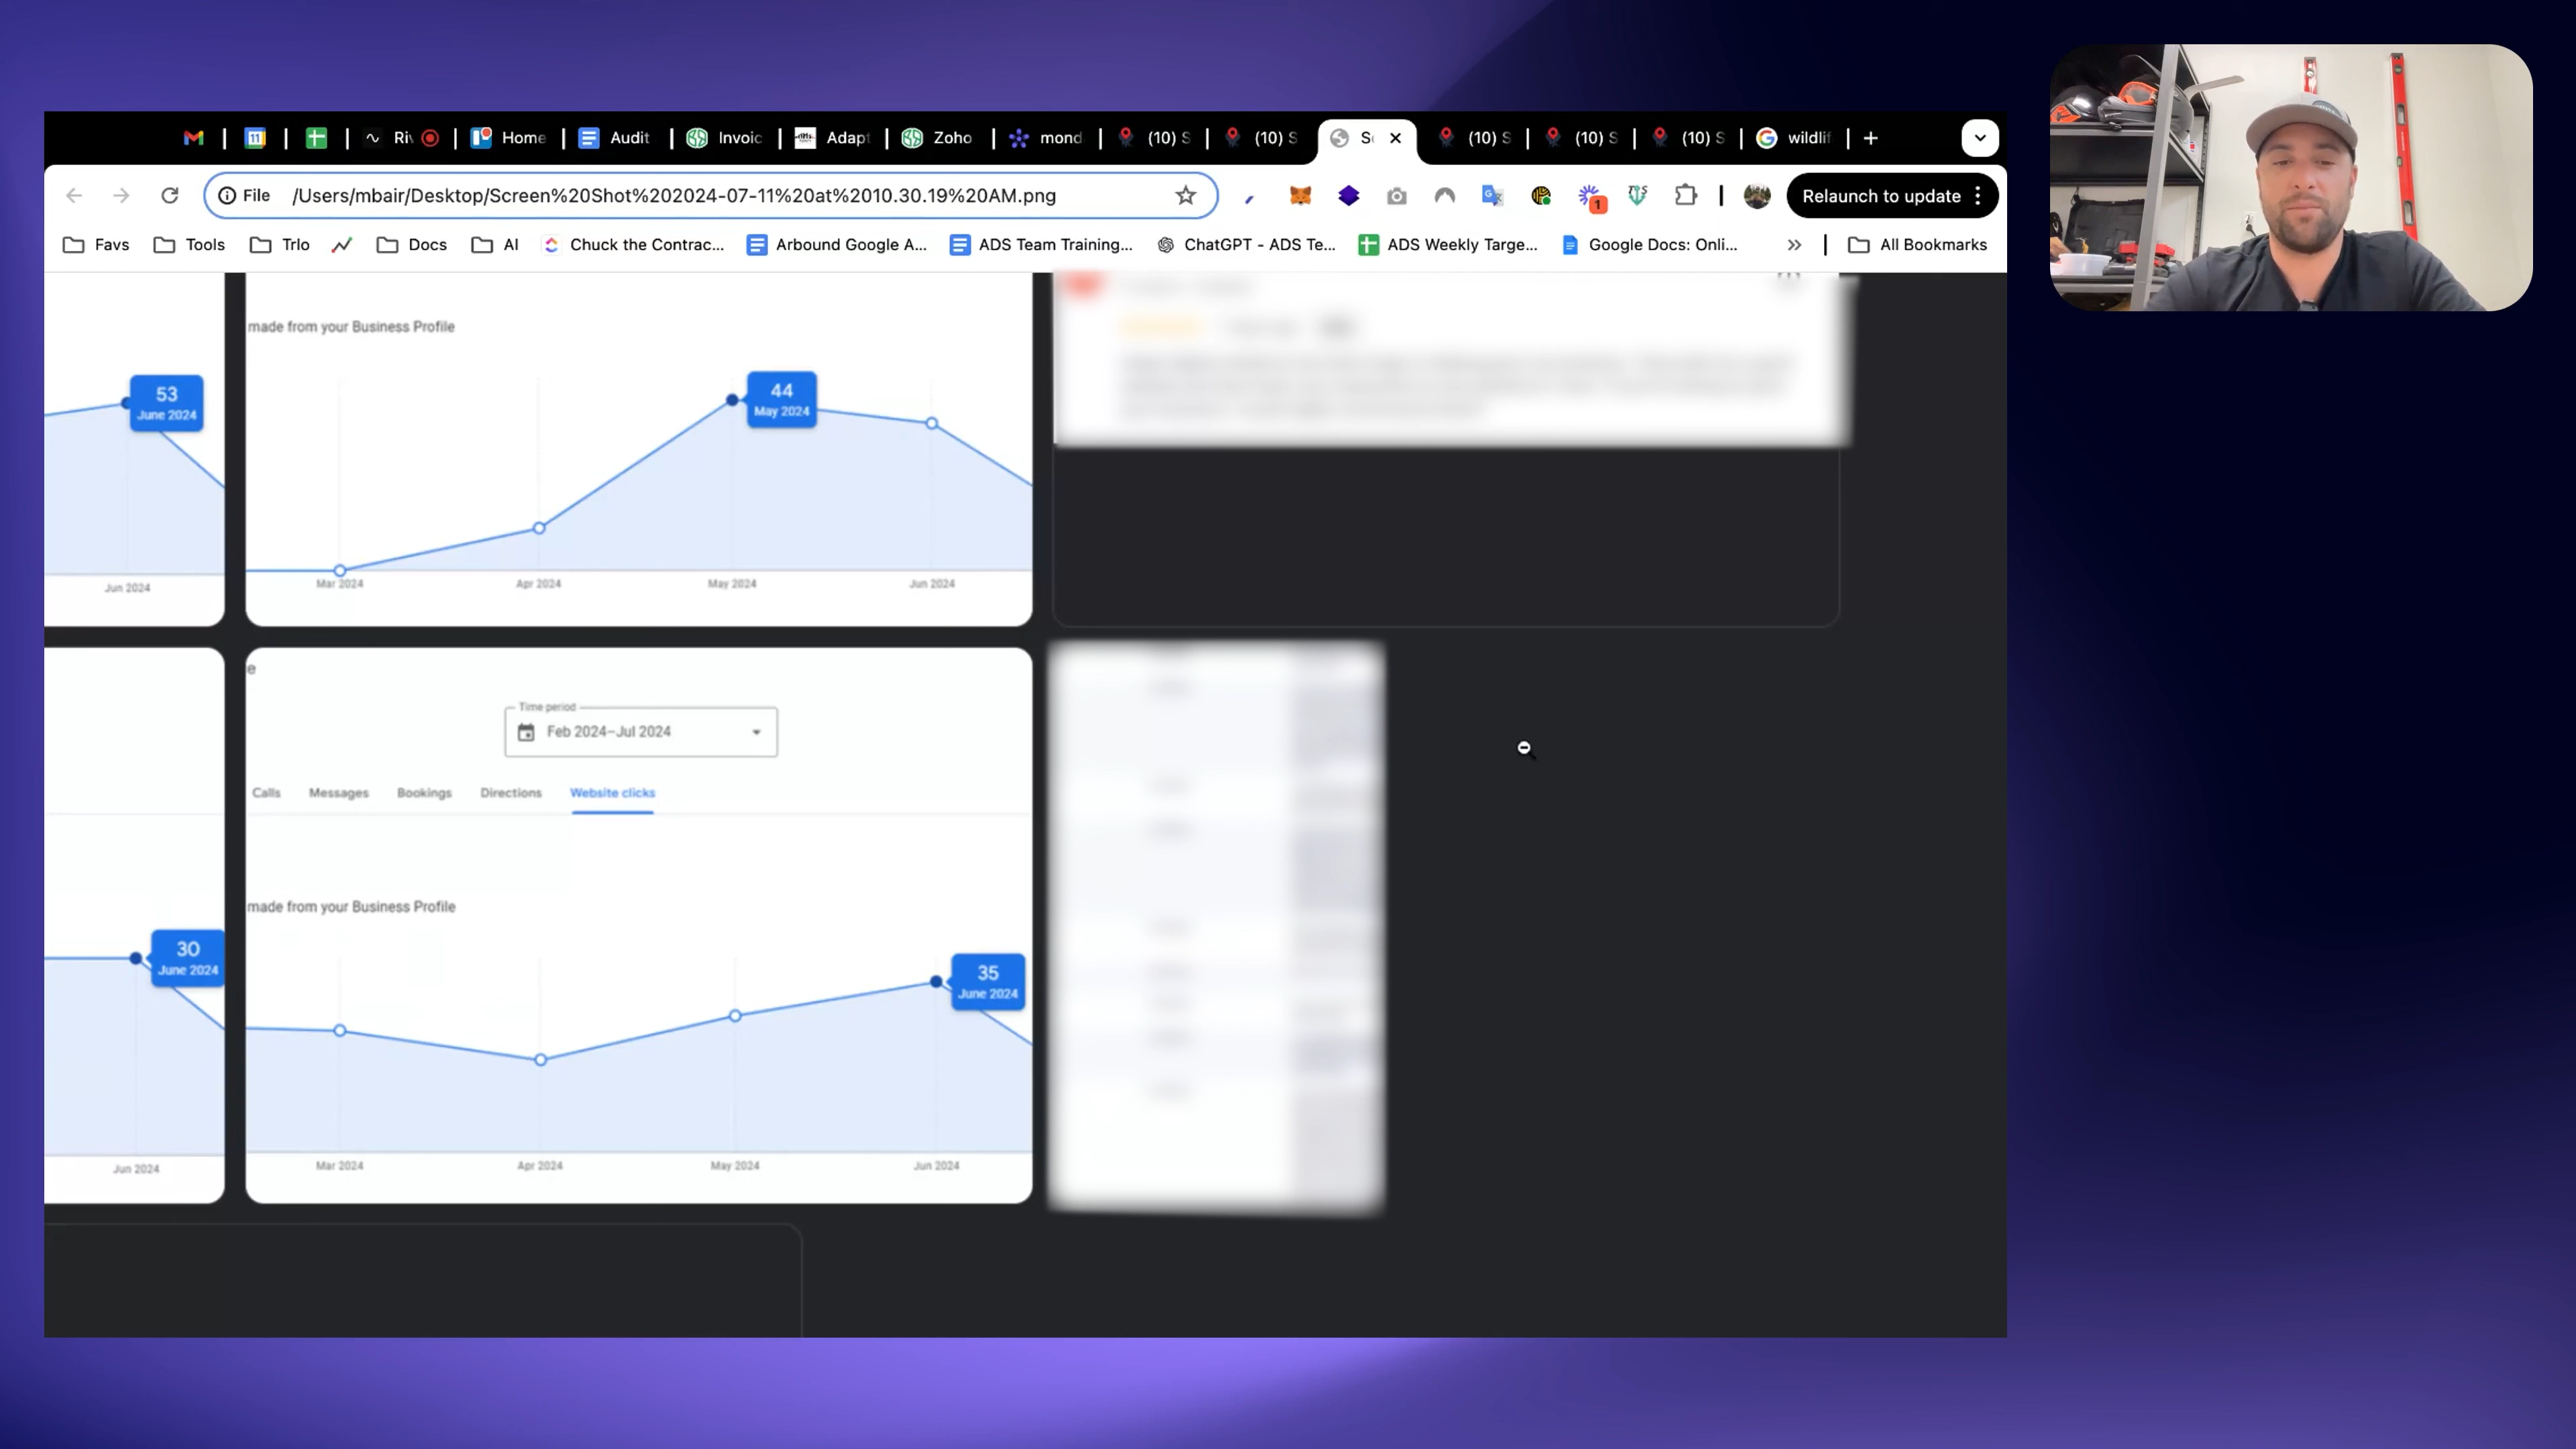 Ri
Home
Audit
Invoic
Adapt
Zoho
mond
(10) S
(10) S
S
(10) S
(10) S
(10) S
wildlif
File /Users/mbair/Desktop/Screen%20Shot%202024-07-11%20at%2010.30.19%20AM.png
1
Relaunch to update
Favs
Tools
Trlo
Docs
AI
Chuck the Contrac...
Arbound Google A...
ADS Team Training...
ChatGPT - ADS Te...
ADS Weekly Targe...
Google Docs: Onli...
All Bookmarks
made from your Business Profile
53
June 2024
44
May 2024
Jun 2024
Mar 2024
Apr 2024
May 2024
Jun 2024
e
Time period
Feb 2024–Jul 2024
Calls Messages Bookings Directions Website clicks
made from your Business Profile
30
June 2024
35
June 2024
Jun 2024
Mar 2024
Apr 2024
May 2024
Jun 2024